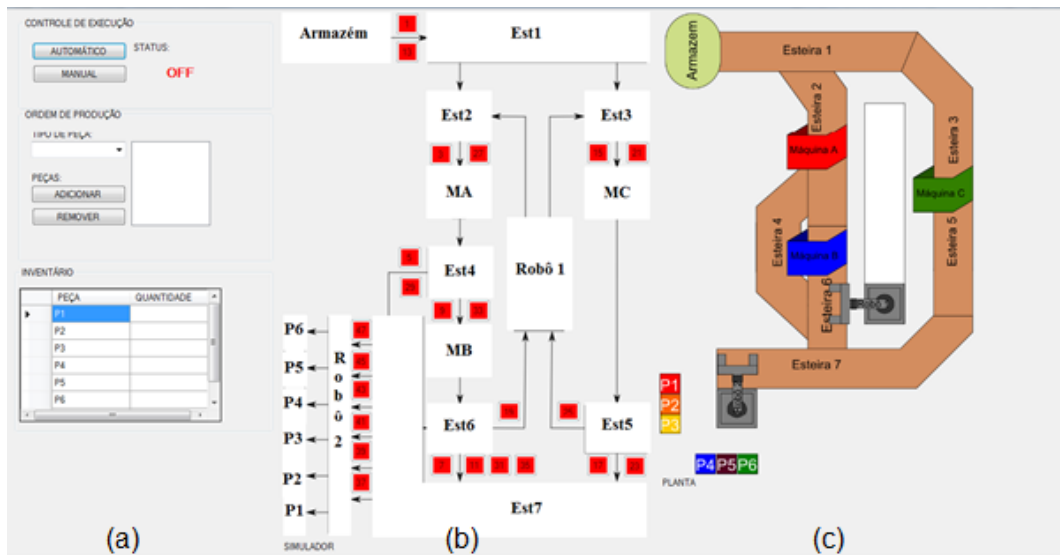 CONTROLE DE EXECUÇÃO
AUTOMÁTICO
STATUS:
MANUAL
OFF
ORDEM DE PRODUÇÃO
TIPO DE PEÇA:
PEÇAS:
ADICIONAR
REMOVER
INVENTÁRIO
PEÇA QUANTIDADE
P1
P2
P3
P4
P5
P6
(a)
Armazém
Est1
Est2
Est3
MA
MC
Est4
Robô 1
MB
Est6
Est5
Est7
Robô 2
P6
P5
P4
P3
P2
P1
SIMULADOR
(b)
Armazem
Esteira 1
Esteira 2
Esteira 3
Máquina A
Máquina C
Esteira 4
Esteira 5
Máquina B
Esteira 6
Esteira 7
P1
P2
P3
P4 P5 P6
PLANTA
(c)